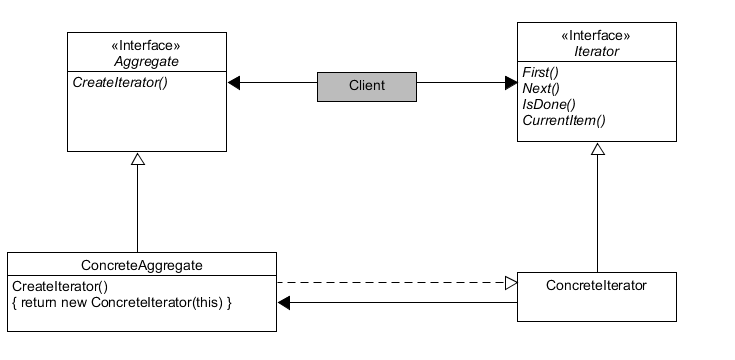 «Interface»
Aggregate
CreateIterator()
Client
«Interface»
Iterator
First()
Next()
IsDone()
CurrentItem()
ConcreteAggregate
CreateIterator()
{ return new ConcreteIterator(this) }
ConcreteIterator